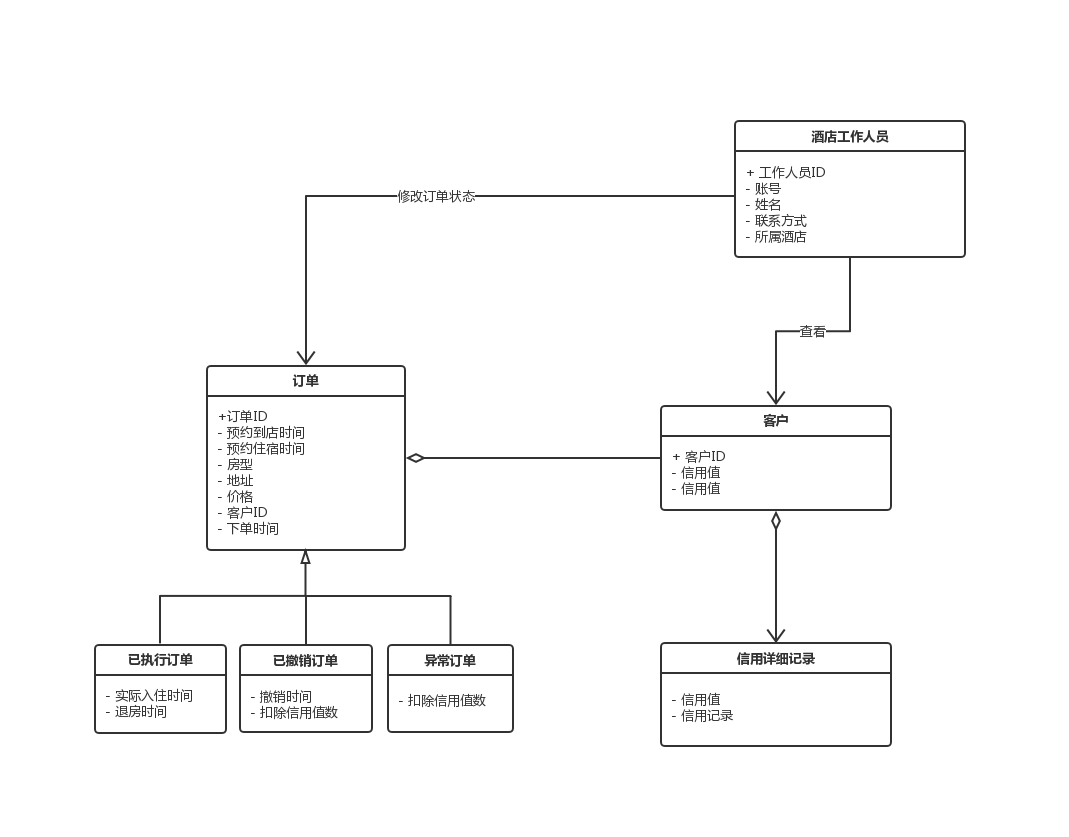 酒店工作人员
+ 工作人员ID
- 账号
- 姓名
- 联系方式
- 所属酒店
修改订单状态
查看
订单
+订单ID
- 预约到店时间
- 预约住宿时间
- 房型
- 地址
- 价格
- 客户ID
- 下单时间
客户
+ 客户ID
- 信用值
- 信用值
已执行订单
- 实际入住时间
- 退房时间
已撤销订单
- 撤销时间
- 扣除信用值数
异常订单
- 扣除信用值数
信用详细记录
- 信用值
- 信用记录